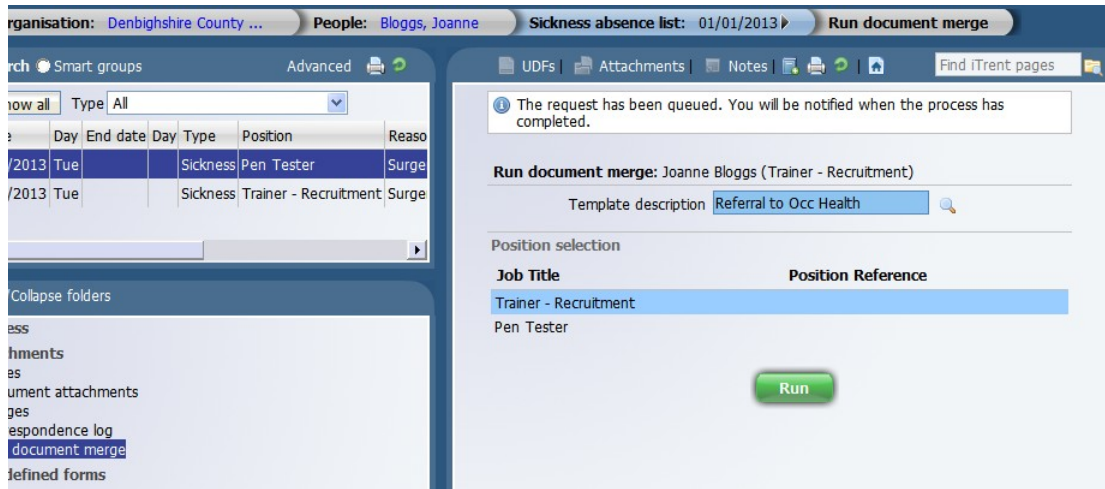 rganisation: Denbighshire County ... People: Bloggs, Joanne Sickness absence list: 01/01/2013 Run document merge
rch Smart groups Advanced
now all Type All
e Day End date Day Type Position Reaso
/2013 Tue Sickness Pen Tester Surge
/2013 Tue Sickness Trainer - Recruitment Surge
/Collapse folders
ess
hments
es
ument attachments
ges
respondence log
document merge
defined forms
UDFs | Attachments | Notes | | Find iTrent pages
The request has been queued. You will be notified when the process has
completed.
Run document merge: Joanne Bloggs (Trainer - Recruitment)
Template description Referral to Occ Health
Position selection
Job Title Position Reference
Trainer - Recruitment
Pen Tester
Run